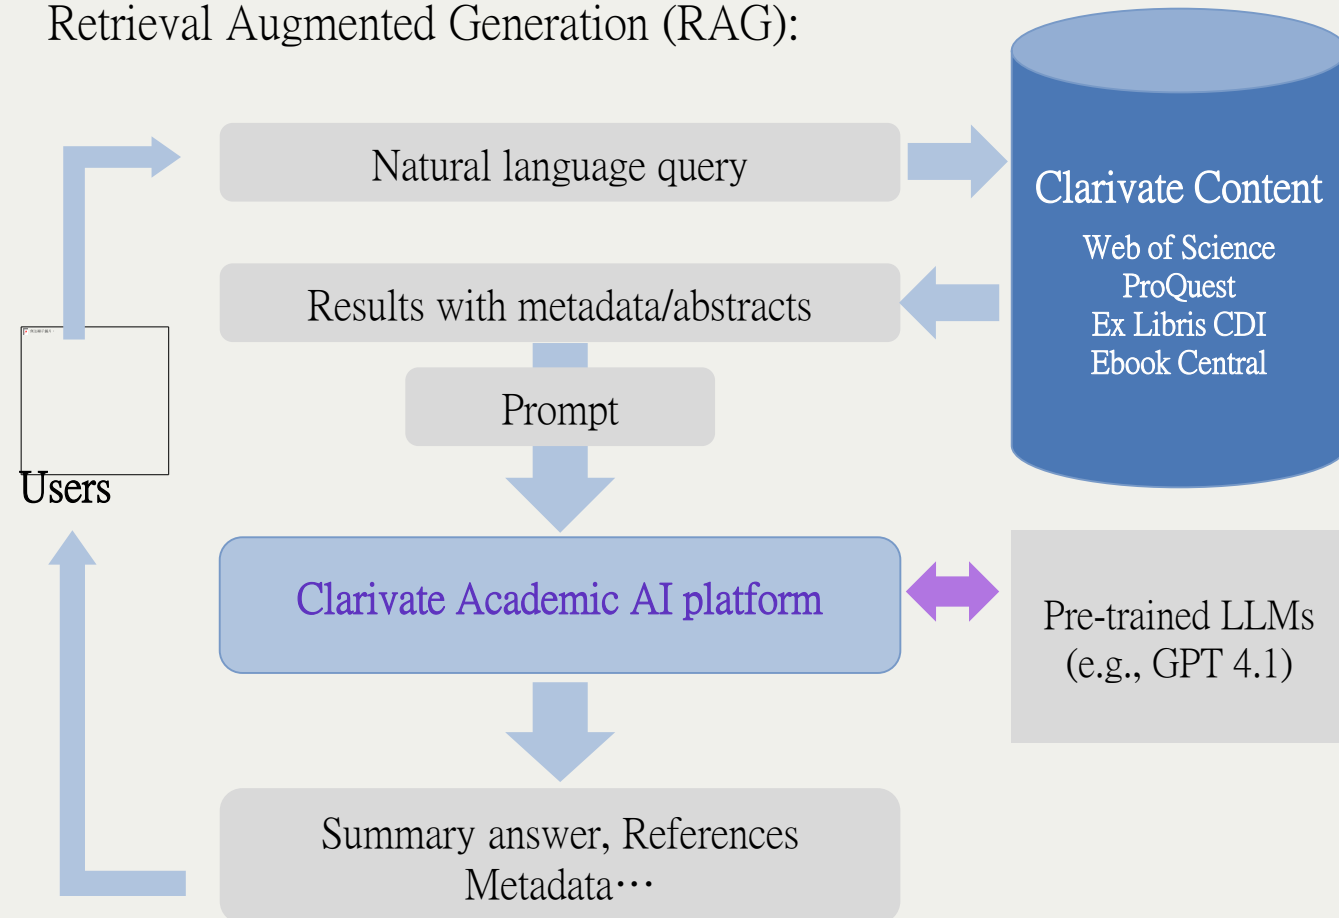 Retrieval Augmented Generation (RAG):
Natural language query
Clarivate Content
Web of Science
ProQuest
Ex Libris CDI
Ebook Central
Results with metadata/abstracts
Prompt
Users
Clarivate Academic AI platform
Pre-trained LLMs
(e.g., GPT 4.1)
Summary answer, References
Metadata⋯